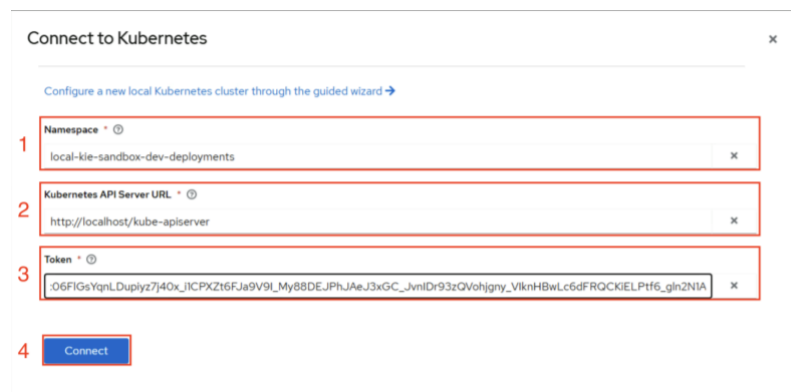 Connect to Kubernetes ×
Configure a new local Kubernetes cluster through the guided wizard →
1
Namespace *
local-kie-sandbox-dev-deployments ×
2
Kubernetes API Server URL *
http://localhost/kube-apiserver ×
3
Token *
:06FlGsYqnLDupiyz7j40x_i1CPXZt6FJa9V9I_My88DEJPhJAeJ3xGC_JvnIDr93zQVohjgny_VlknHBwLc6dFRQCKiELPtf6_gln2N1A ×
4 Connect